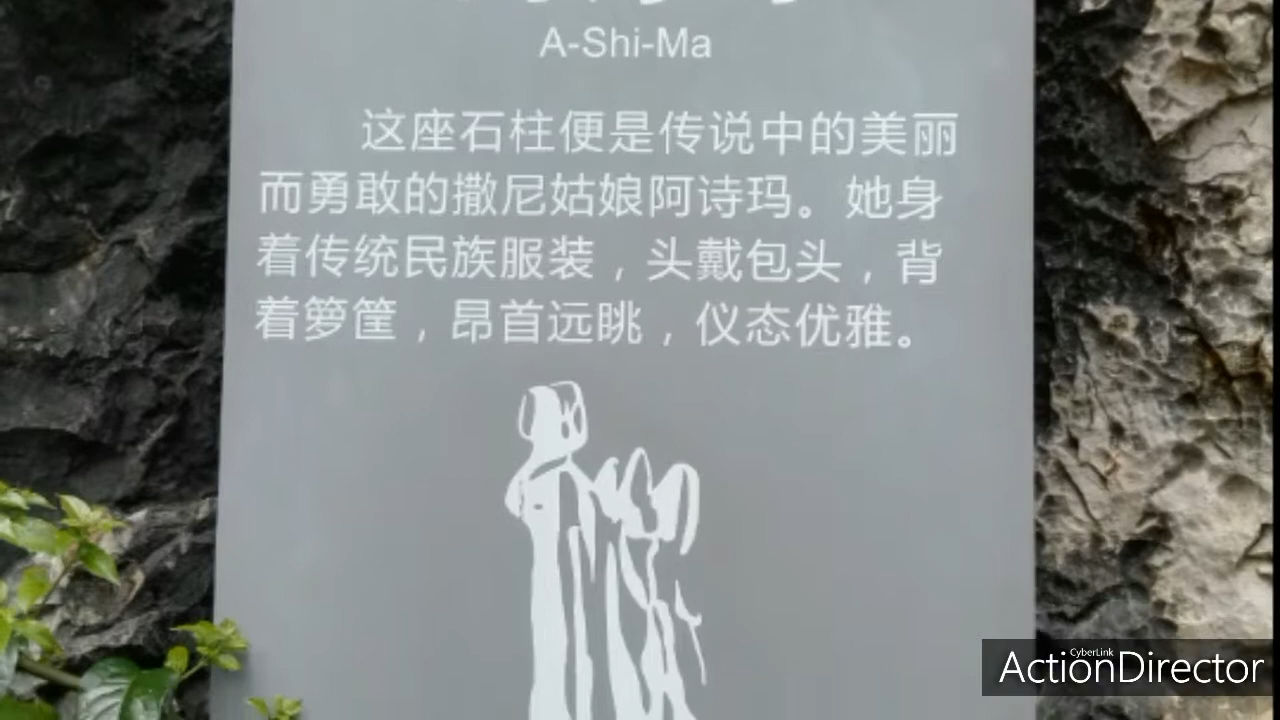 A-Shi-Ma
这座石柱便是传说中的美丽
而勇敢的撒尼姑娘阿诗玛。她身
着传统民族服装，头戴包头，背
着箩筐，昂首远眺，仪态优雅。
CyberLink
ActionDirector